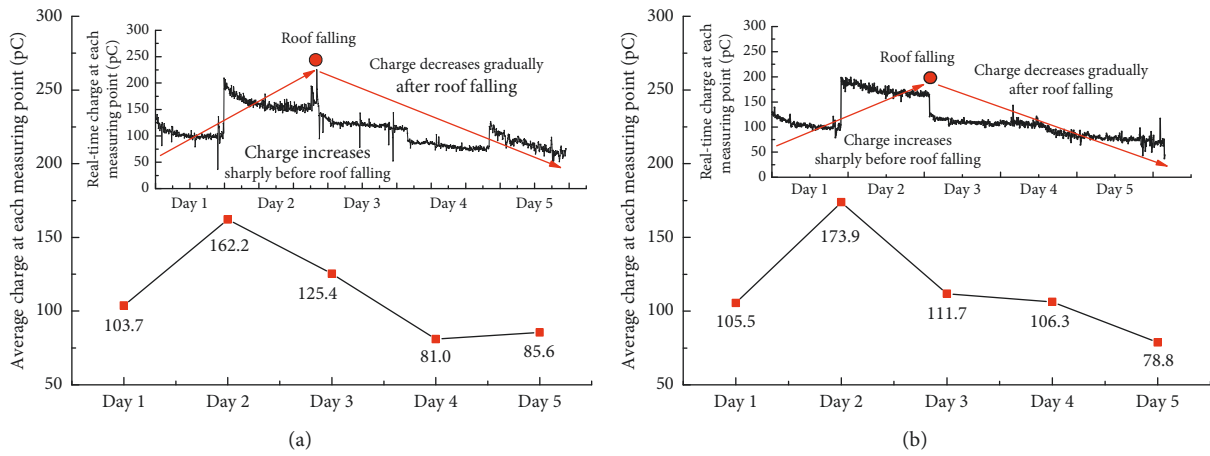 Average charge at each measuring point (pC)
300
250
200
150
100
50
Real-time charge at each
measuring point (pC)
300
250
200
150
100
50
0
Roof falling
Charge decreases gradually
after roof falling
Charge increases
sharply before roof falling
Day 1 Day 2 Day 3 Day 4 Day 5
103.7
162.2
125.4
81.0
85.6
Day 1 Day 2 Day 3 Day 4 Day 5
(a)
Average charge at each measuring point (pC)
300
250
200
150
100
50
Real-time charge at each
measuring point (pC)
300
250
200
150
100
50
0
Roof falling
Charge decreases gradually
after roof falling
Charge increases
sharply before roof falling
Day 1 Day 2 Day 3 Day 4 Day 5
105.5
173.9
111.7
106.3
78.8
Day 1 Day 2 Day 3 Day 4 Day 5
(b)